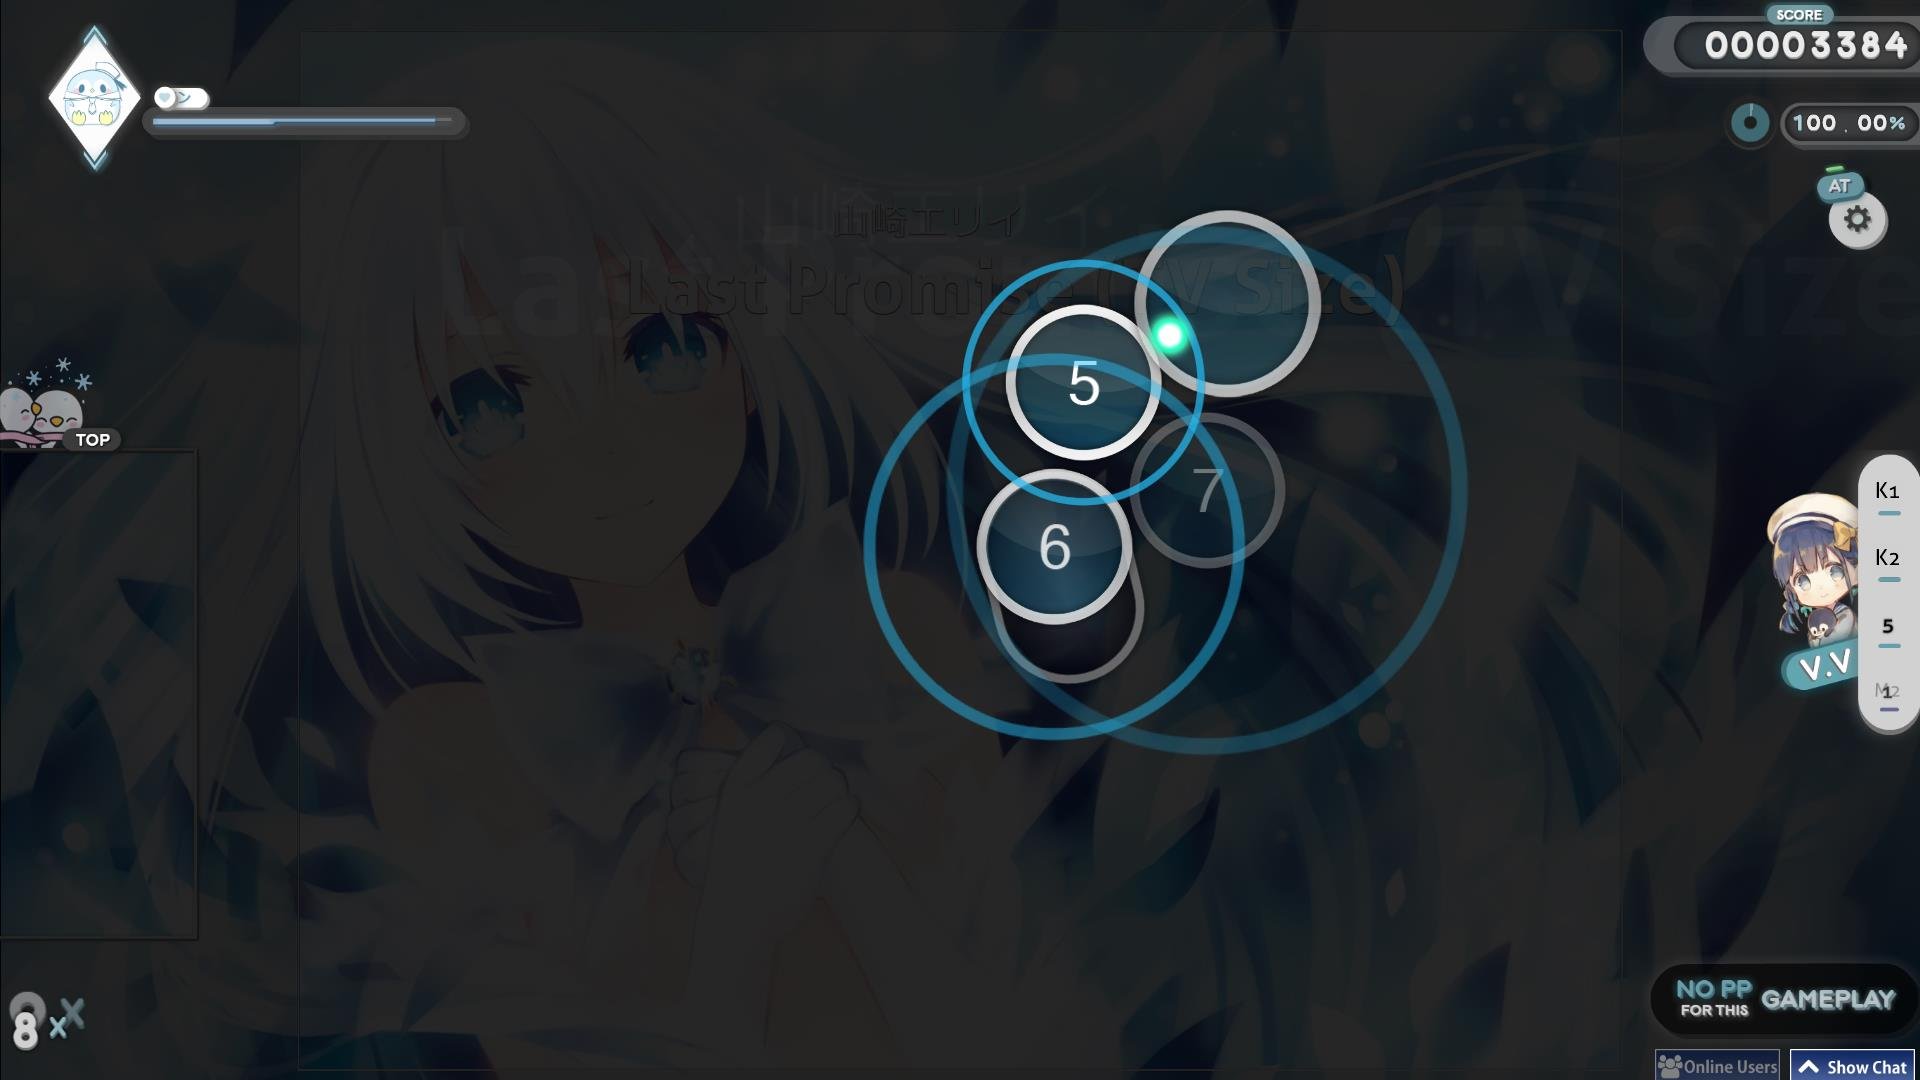 SCORE
00003384
100.00%
AT
山崎エリイ
Last Promise (TV Size)
5
7
6
TOP
K1
K2
5
1
V.V
8x
NO PP
FOR THIS
GAMEPLAY
Online Users
Show Chat